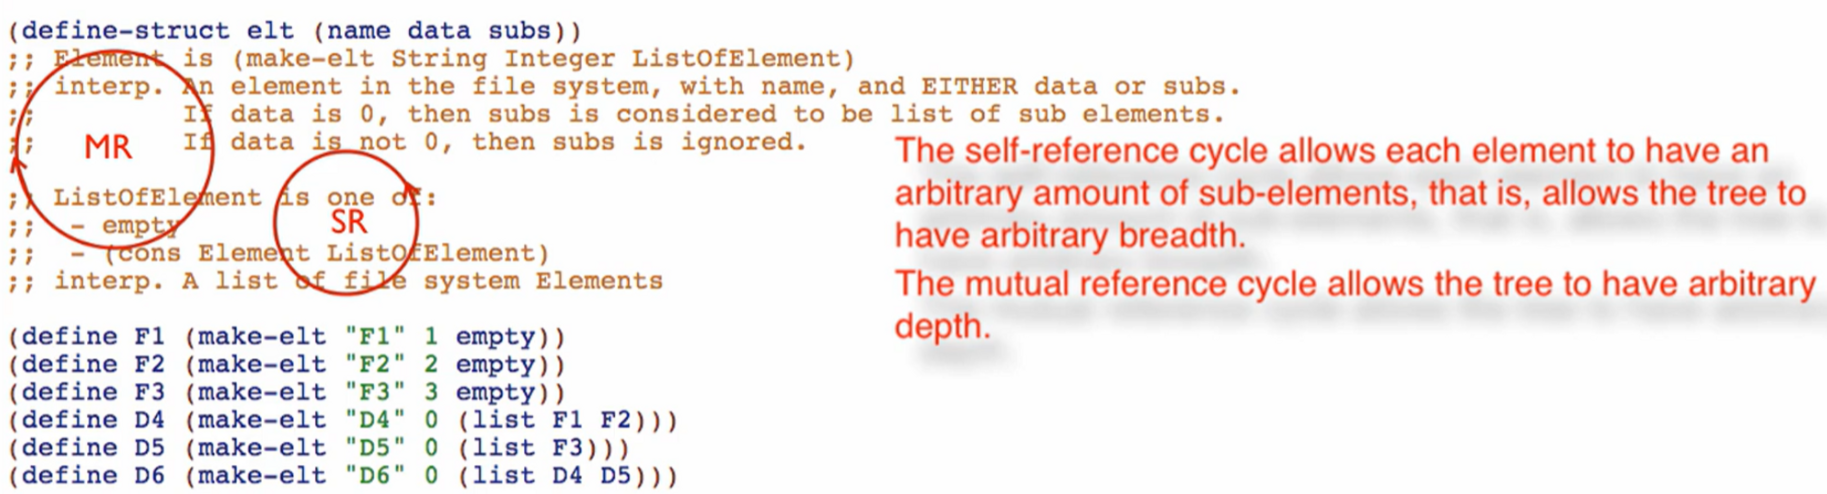 (define-struct elt (name data subs))
;; Element is (make-elt String Integer ListOfElement)
;; interp. An element in the file system, with name, and EITHER data or subs.
;; If data is 0, then subs is considered to be list of sub elements.
;; If data is not 0, then subs is ignored.
MR
;; ListOfElement is one of:
;; - empty
;; - (cons Element ListOfElement)
;; interp. A list of file system Elements
SR
(define F1 (make-elt "F1" 1 empty))
(define F2 (make-elt "F2" 2 empty))
(define F3 (make-elt "F3" 3 empty))
(define D4 (make-elt "D4" 0 (list F1 F2)))
(define D5 (make-elt "D5" 0 (list F3)))
(define D6 (make-elt "D6" 0 (list D4 D5)))
The self-reference cycle allows each element to have an
arbitrary amount of sub-elements, that is, allows the tree to
have arbitrary breadth.
The mutual reference cycle allows the tree to have arbitrary
depth.